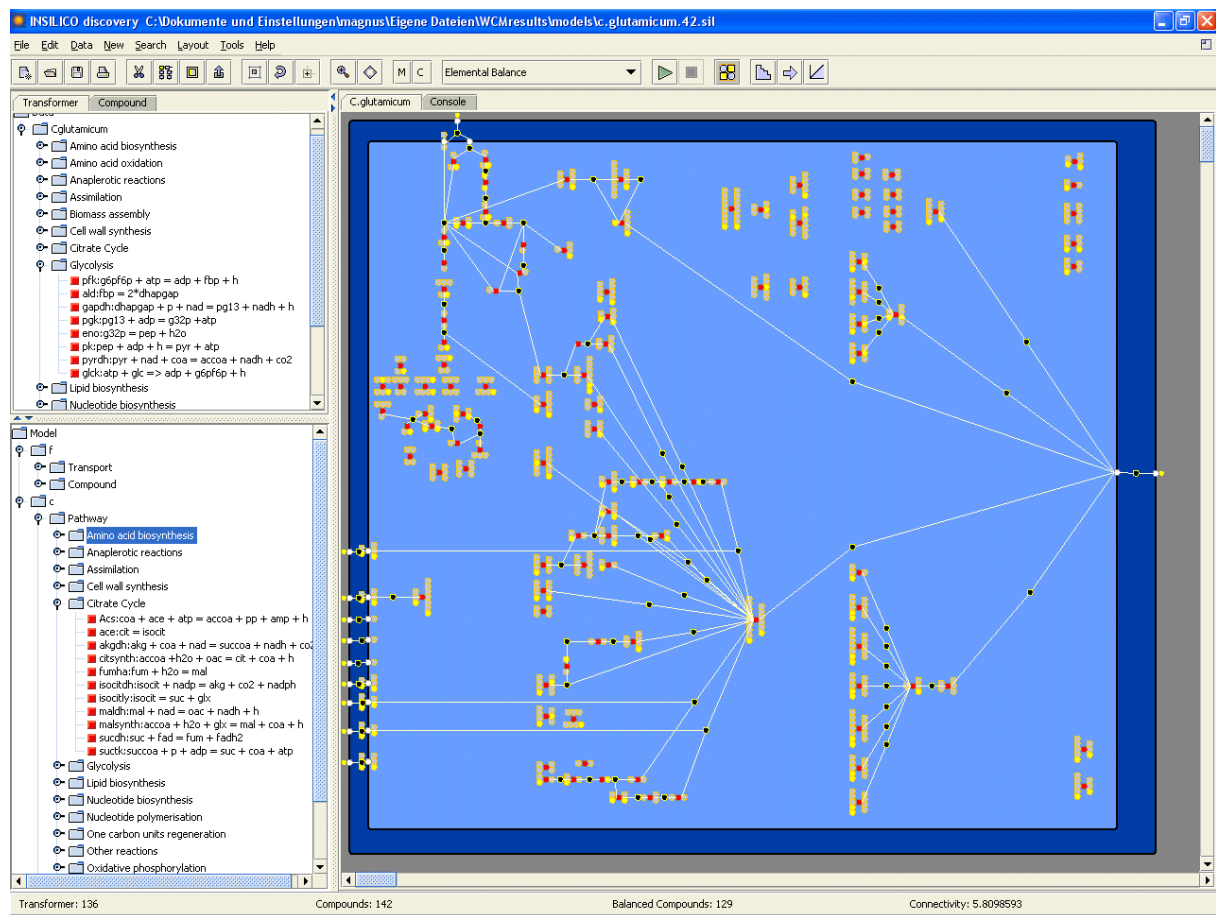 INSILICO discovery C:\Dokumente und Einstellungen\magnus\Eigene Dateien\WCMresults\models\c.glutamicum.42.sil
File Edit Data New Search Layout Tools Help
M C Elemental Balance
Transformer Compound
Data
Cglutamicum
Amino acid biosynthesis
Amino acid oxidation
Anaplerotic reactions
Assimilation
Biomass assembly
Cell wall synthesis
Citrate Cycle
Glycolysis
pfk:g6pf6p + atp = adp + fbp + h
ald:fbp = 2*dhapgap
gapdh:dhapgap + p + nad = pg13 + nadh + h
pgk:pg13 + adp = g32p +atp
eno:g32p = pep + h2o
pk:pep + adp + h = pyr + atp
pyrdh:pyr + nad + coa = accoa + nadh + co2
glck:atp + glc => adp + g6pf6p + h
Lipid biosynthesis
Nucleotide biosynthesis
Model
f
Transport
Compound
c
Pathway
Amino acid biosynthesis
Anaplerotic reactions
Assimilation
Cell wall synthesis
Citrate Cycle
Acs:coa + ace + atp = accoa + pp + amp + h
ace:cit = isocit
akgdh:akg + coa + nad = succoa + nadh + co2
citsynth:accoa +h2o + oac = cit + coa + h
fumha:fum + h2o = mal
isocitdh:isocit + nadp = akg + co2 + nadph
isocitly:isocit = suc + glx
maldh:mal + nad = oac + nadh + h
malsynth:accoa + h2o + glx = mal + coa + h
sucdh:suc + fad = fum + fadh2
suctk:succoa + p + adp = suc + coa + atp
Glycolysis
Lipid biosynthesis
Nucleotide biosynthesis
Nucleotide polymerisation
One carbon units regeneration
Other reactions
Oxidative phosphorylation
C.glutamicum Console
Transformer: 136 Compounds: 142 Balanced Compounds: 129 Connectivity: 5.8098593